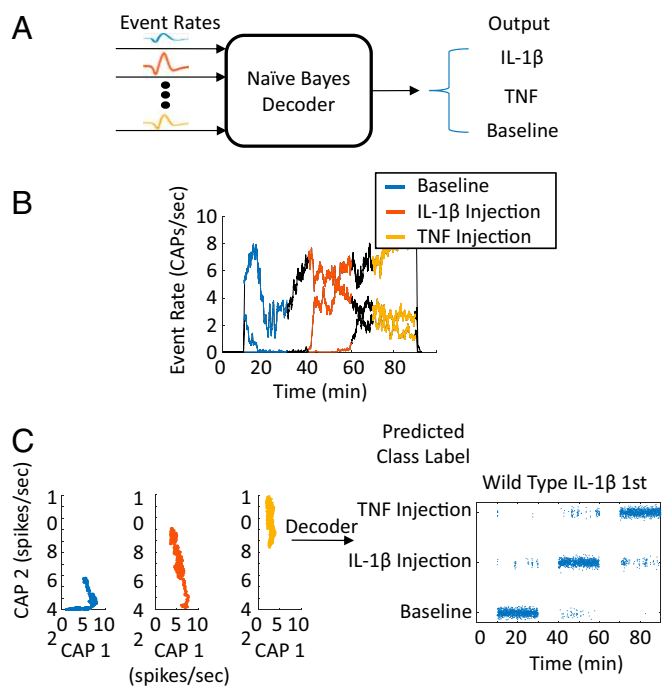 A
Event Rates
Naïve Bayes
Decoder
Output
IL-1β
TNF
Baseline
B
Baseline
IL-1β Injection
TNF Injection
Event Rate (CAPs/sec)
10
8
6
4
2
0
0
20
40
60
80
Time (min)
C
Predicted
Class Label
CAP 2 (spikes/sec)
1
0
8
6
4
2
0 5 10
CAP 1
1
0
8
6
4
2
0 5 10
CAP 1
(spikes/sec)
1
0
8
6
4
2
0 5 10
CAP 1
Decoder
Wild Type IL-1β 1st
TNF Injection
IL-1β Injection
Baseline
0 20 40 60 80
Time (min)